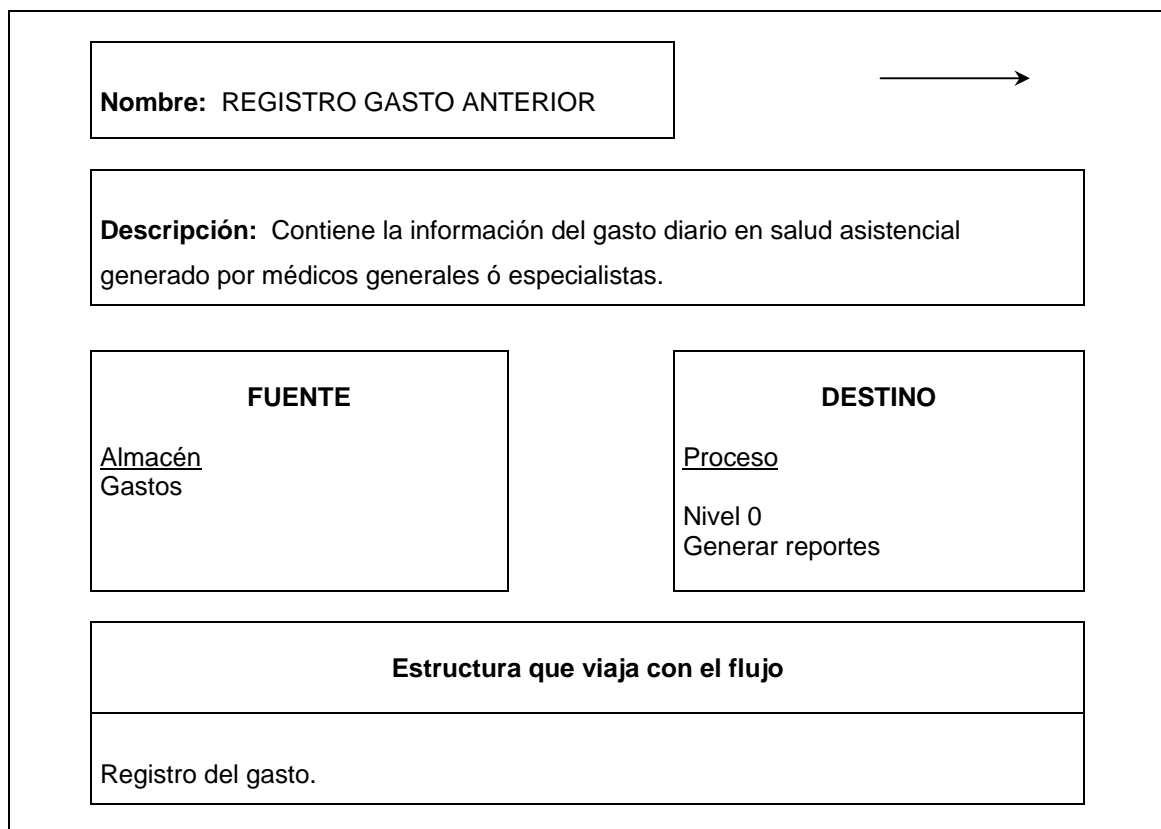 Nombre: REGISTRO GASTO ANTERIOR
Descripción: Contiene la información del gasto diario en salud asistencial
generado por médicos generales ó especialistas.
FUENTE
Almacén
Gastos
DESTINO
Proceso
Nivel 0
Generar reportes
Estructura que viaja con el flujo
Registro del gasto.